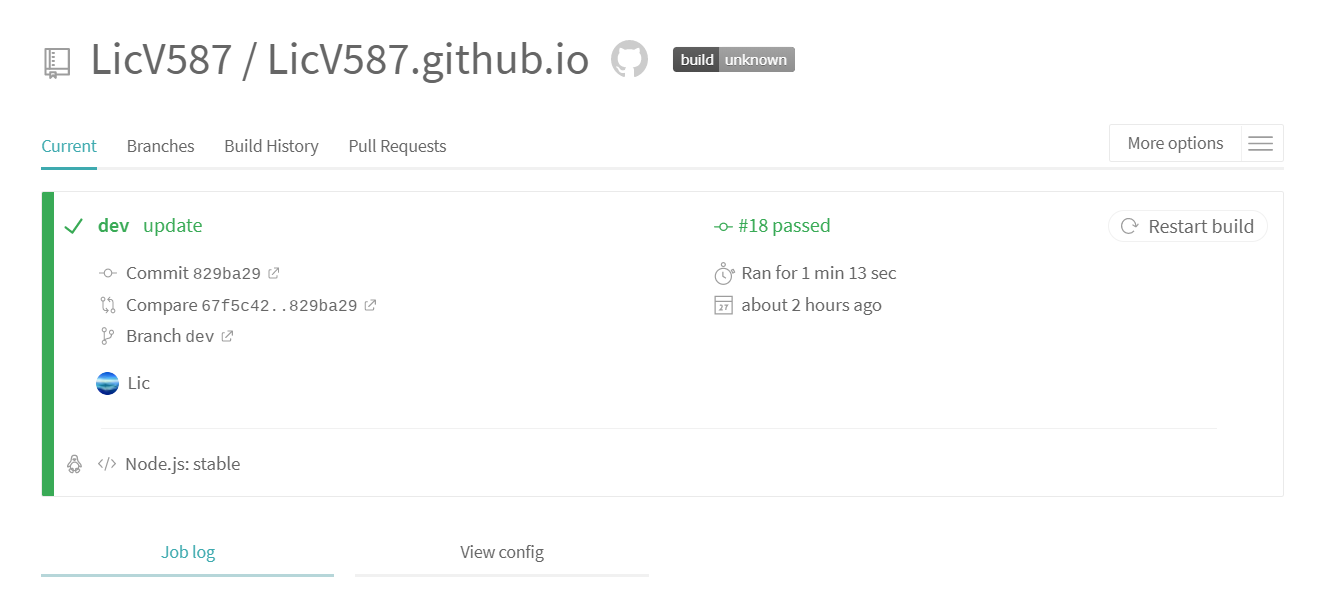 LicV587 / LicV587.github.io build unknown
Current Branches Build History Pull Requests More options
dev update #18 passed Restart build
Commit 829ba29 Ran for 1 min 13 sec
Compare 67f5c42..829ba29 about 2 hours ago
Branch dev
Lic
Node.js: stable
Job log View config